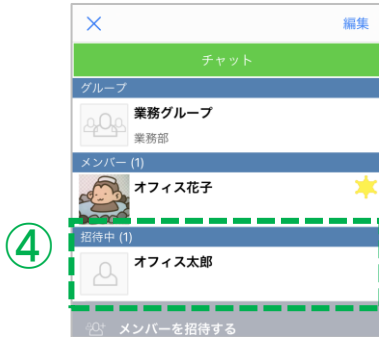 編集
チャット
グループ
業務グループ
業務部
メンバー (1)
オフィス花子
④
招待中 (1)
オフィス太郎
メンバーを招待する